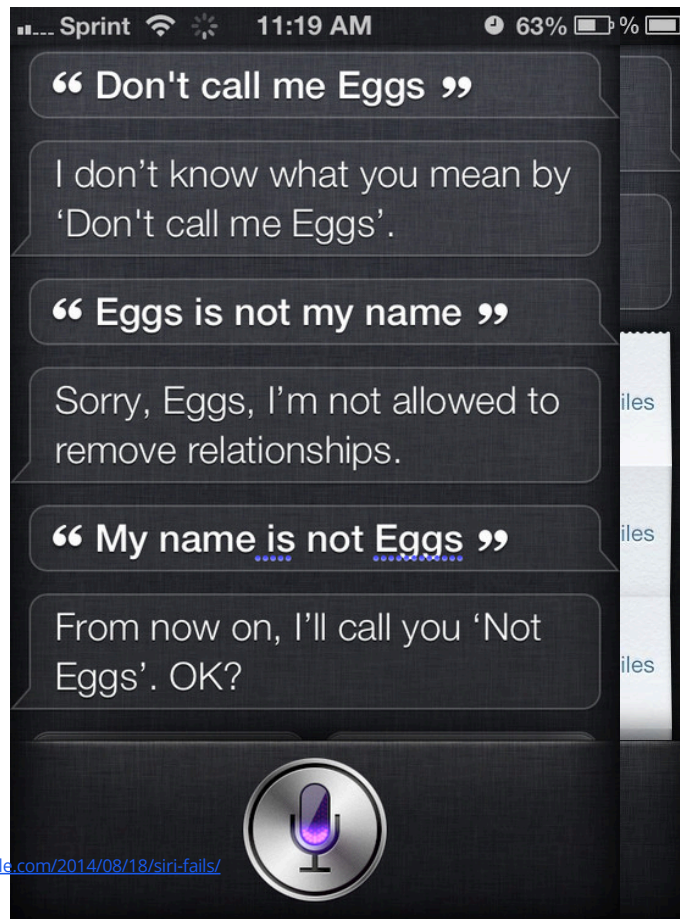 Sprint 11:19 AM 63% %
“ Don't call me Eggs ”
I don’t know what you mean by
‘Don't call me Eggs’.
“ Eggs is not my name ”
Sorry, Eggs, I’m not allowed to
remove relationships.
iles
“ My name is not Eggs ”
iles
From now on, I’ll call you ‘Not
Eggs’. OK?
iles
le.com/2014/08/18/siri-fails/